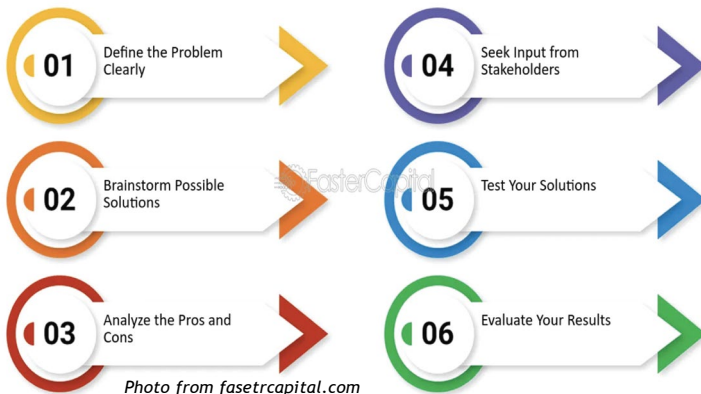 01
Define the Problem
Clearly
02
Brainstorm Possible
Solutions
03
Analyze the Pros and
Cons
04
Seek Input from
Stakeholders
05
Test Your Solutions
06
Evaluate Your Results
FasterCapital
Photo from fasetrcapital.com